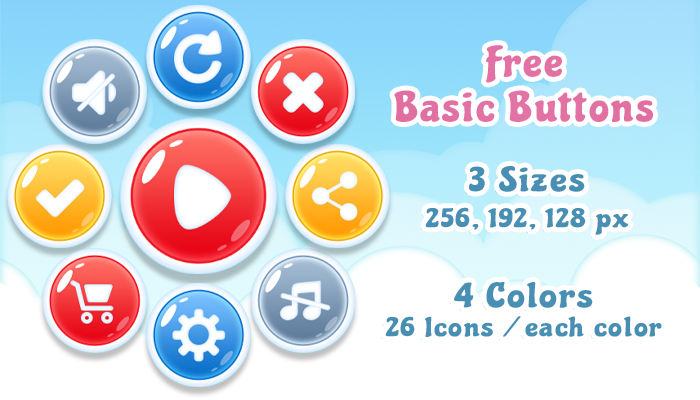 Free
Basic Buttons
3 Sizes
256, 192, 128 px
4 Colors
26 Icons / each color